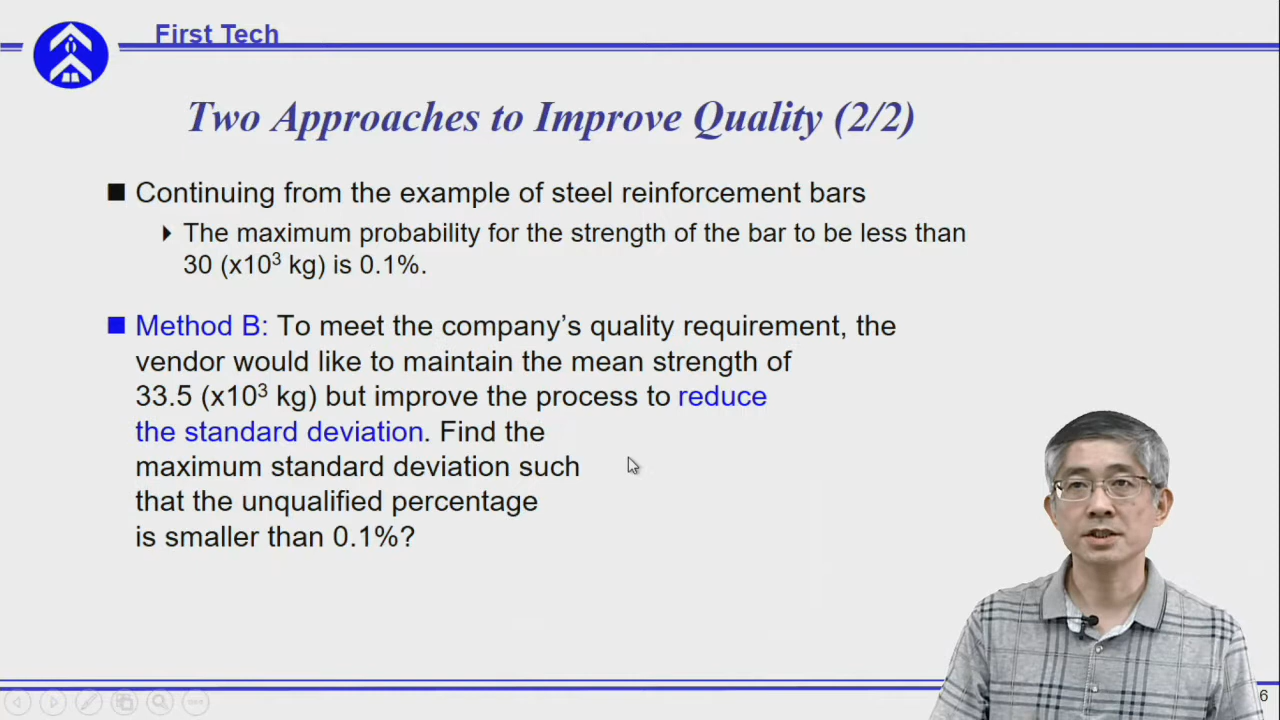 First Tech
Two Approaches to Improve Quality (2/2)
Continuing from the example of steel reinforcement bars
The maximum probability for the strength of the bar to be less than
30 (x10³ kg) is 0.1%.
Method B: To meet the company's quality requirement, the
vendor would like to maintain the mean strength of
33.5 (x10³ kg) but improve the process to reduce
the standard deviation. Find the
maximum standard deviation such
that the unqualified percentage
is smaller than 0.1%?
6